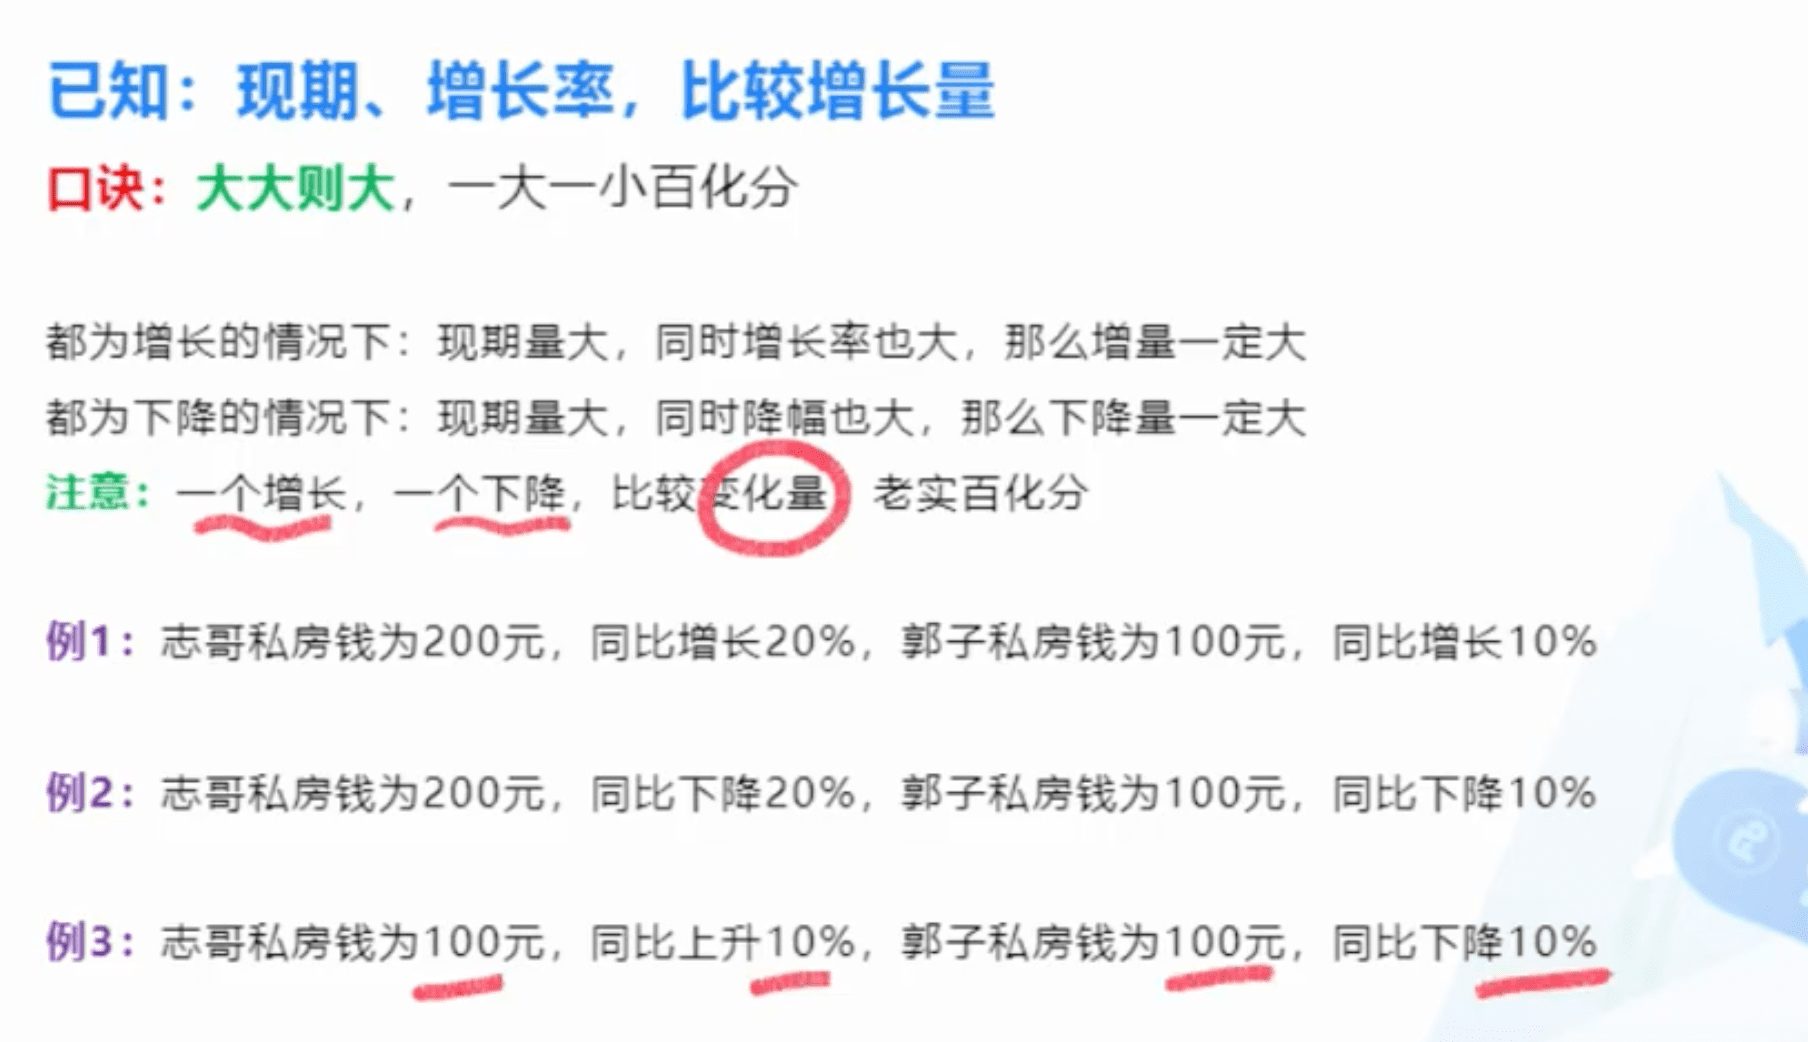 已知：现期、增长率，比较增长量
口诀：大大则大，一大一小百化分
都为增长的情况下：现期量大，同时增长率也大，那么增量一定大
都为下降的情况下：现期量大，同时降幅也大，那么下降量一定大
注意：一个增长，一个下降，比较变化量 老实百化分
例1：志哥私房钱为200元，同比增长20%，郭子私房钱为100元，同比增长10%
例2：志哥私房钱为200元，同比下降20%，郭子私房钱为100元，同比下降10%
例3：志哥私房钱为100元，同比上升10%，郭子私房钱为100元，同比下降10%